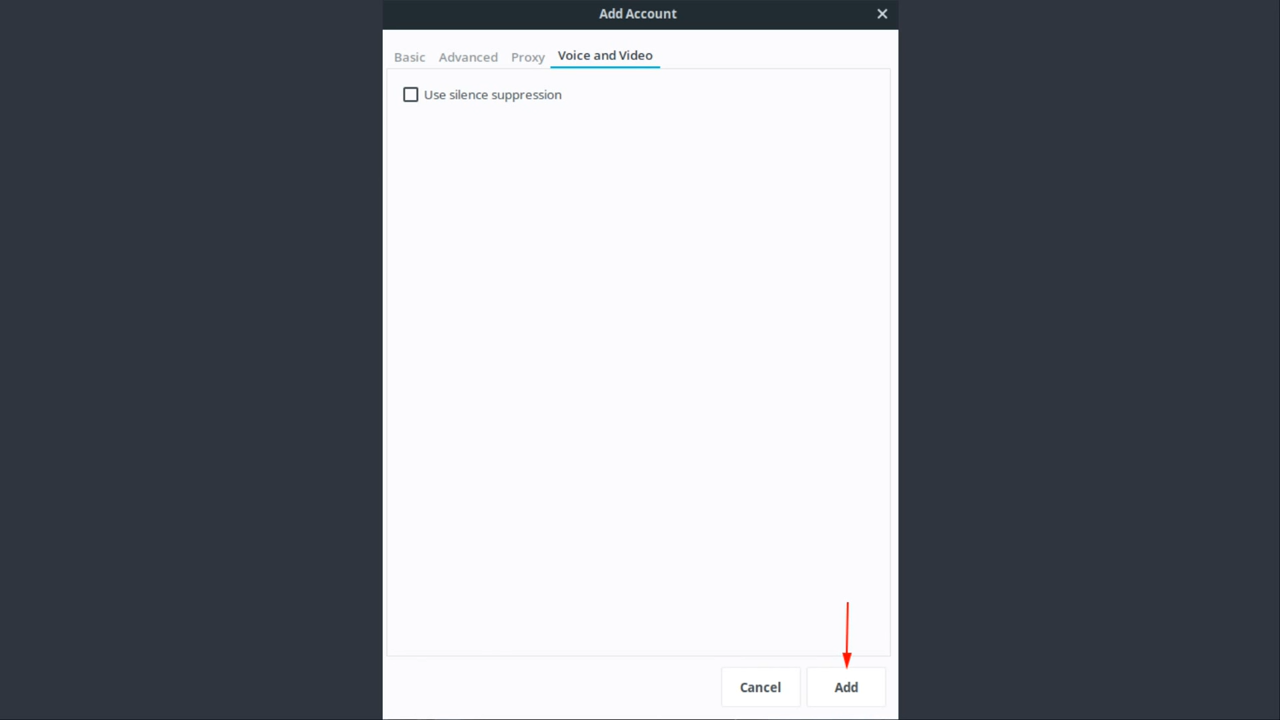 Add Account
Basic Advanced Proxy Voice and Video
Use silence suppression
Cancel Add